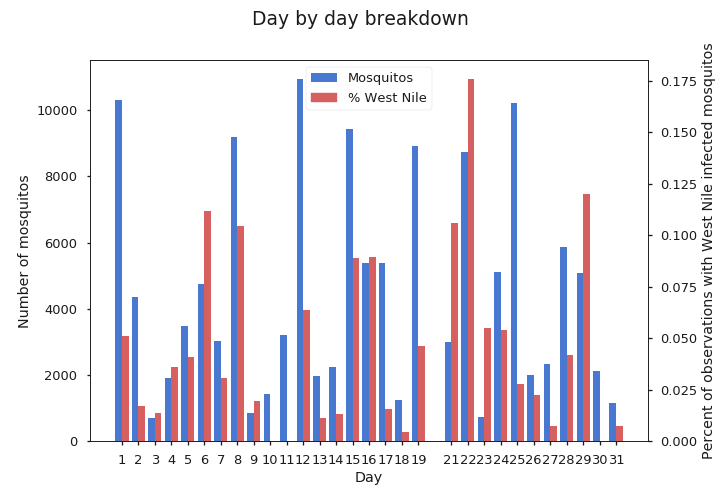 Day by day breakdown
Mosquitos
% West Nile
Number of mosquitos
10000
8000
6000
4000
2000
0
0.175
0.150
0.125
0.100
0.075
0.050
0.025
0.000
Percent of observations with West Nile infected mosquitos
1 2 3 4 5 6 7 8 9 10 11 12 13 14 15 16 17 18 19 21 22 23 24 25 26 27 28 29 30 31
Day